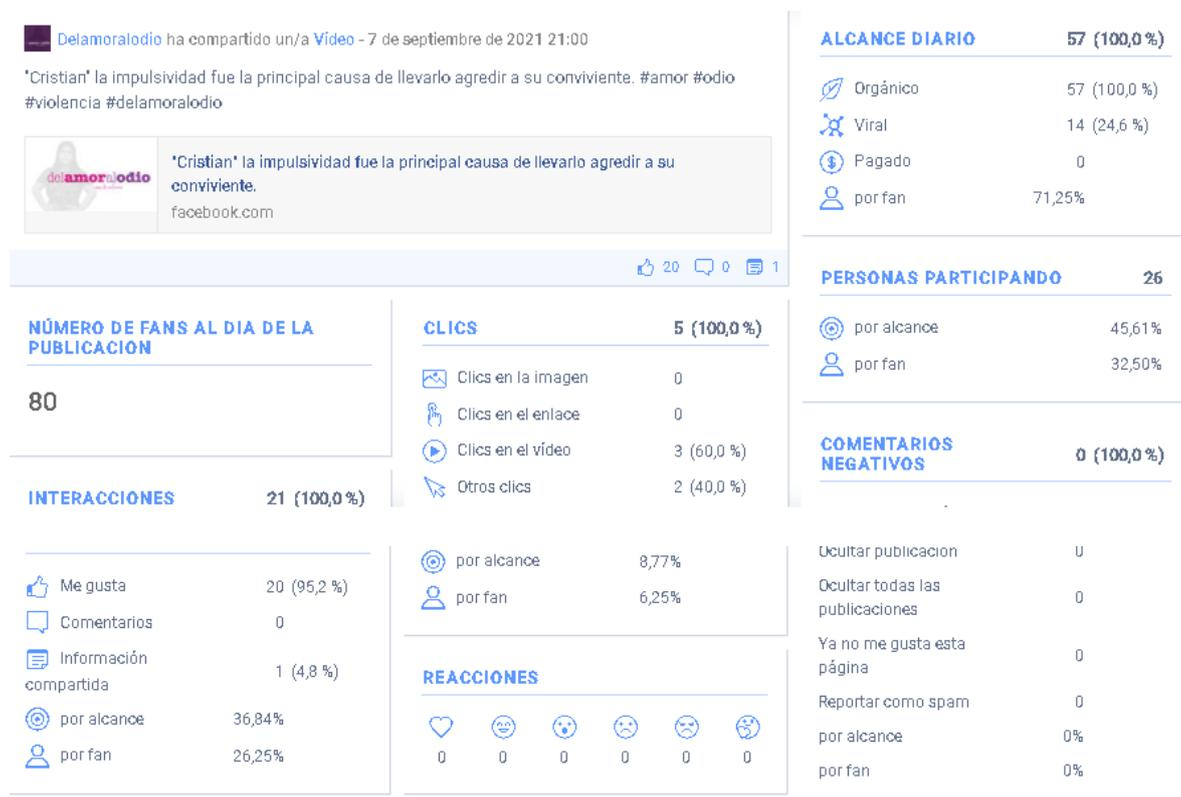 Delamoralodio ha compartido un/a Vídeo - 7 de septiembre de 2021 21:00
"Cristian" la impulsividad fue la principal causa de llevarlo agredir a su conviviente. #amor #odio
#violencia #delamoralodio
delamoralodio
"Cristian" la impulsividad fue la principal causa de llevarlo agredir a su
conviviente.
facebook.com
20 0 1
NÚMERO DE FANS AL DIA DE LA
PUBLICACION
80
INTERACCIONES 21 (100,0 %)
Me gusta 20 (95,2 %)
Comentarios 0
Información
compartida 1 (4,8 %)
por alcance 36,84%
por fan 26,25%
CLICS 5 (100,0 %)
Clics en la imagen 0
Clics en el enlace 0
Clics en el vídeo 3 (60,0 %)
Otros clics 2 (40,0 %)
por alcance 8,77%
por fan 6,25%
REACCIONES
0 0 0 0 0 0
ALCANCE DIARIO 57 (100,0 %)
Orgánico 57 (100,0 %)
Viral 14 (24,6 %)
Pagado 0
por fan 71,25%
PERSONAS PARTICIPANDO 26
por alcance 45,61%
por fan 32,50%
COMENTARIOS
NEGATIVOS 0 (100,0 %)
Ocultar publicación 0
Ocultar todas las
publicaciones 0
Ya no me gusta esta
página 0
Reportar como spam 0
por alcance 0%
por fan 0%